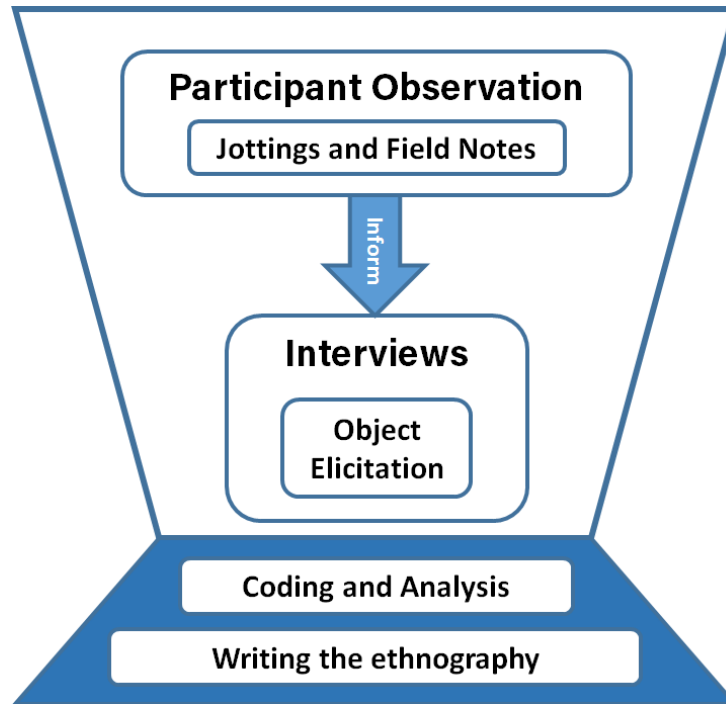 Participant Observation
Jottings and Field Notes
Inform
Interviews
Object
Elicitation
Coding and Analysis
Writing the ethnography